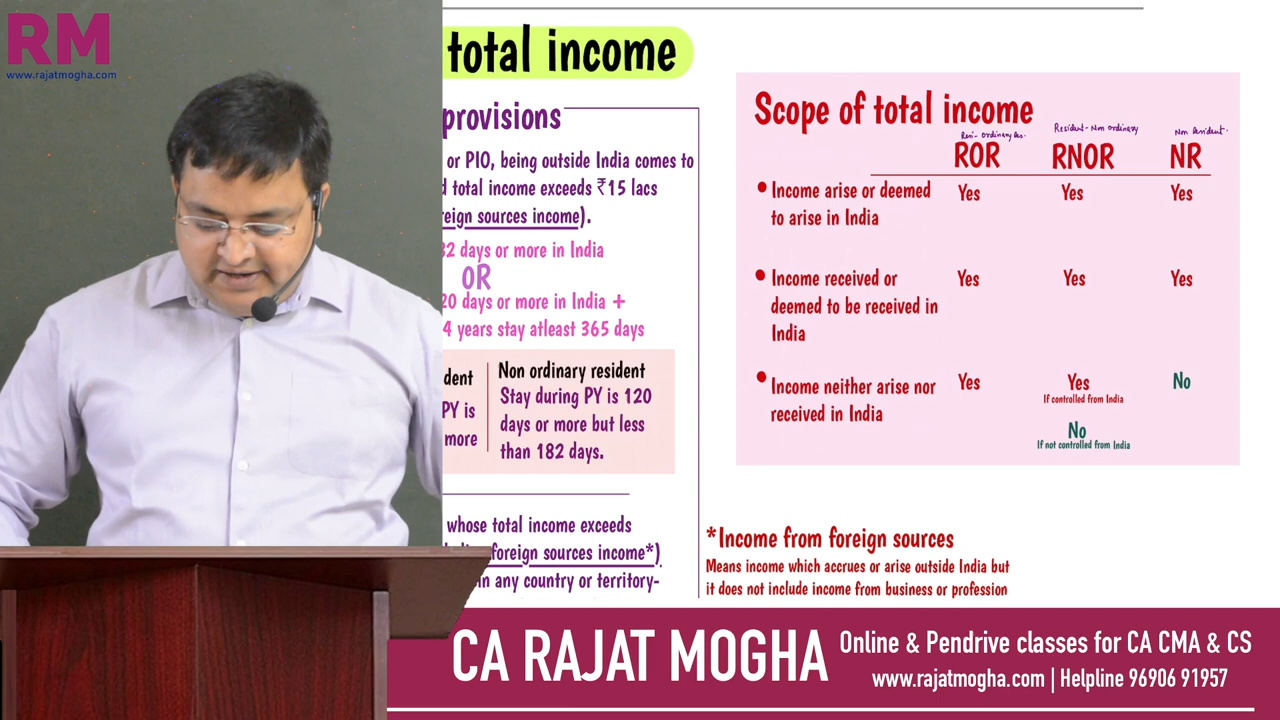 RM
www.rajatmogha.com
total income
provisions
or PIO, being outside India comes to
total income exceeds ₹15 lacs
eign sources income).
32 days or more in India
OR
20 days or more in India +
4 years stay atleast 365 days
dent
PY is
more
Non ordinary resident
Stay during PY is 120
days or more but less
than 182 days.
whose total income exceeds
foreign sources income*)
in any country or territory-
Scope of total income
Resident-Non ordinary
Non Resident.
ROR RNOR NR
• Income arise or deemed
to arise in India
Yes Yes Yes
• Income received or
deemed to be received in
India
Yes Yes Yes
• Income neither arise nor
received in India
Yes Yes No
If controlled from India
No
If not controlled from India
*Income from foreign sources
Means income which accrues or arise outside India but
it does not include income from business or profession
CA RAJAT MOGHA
Online & Pendrive classes for CA CMA & CS
www.rajatmogha.com | Helpline 96906 91957